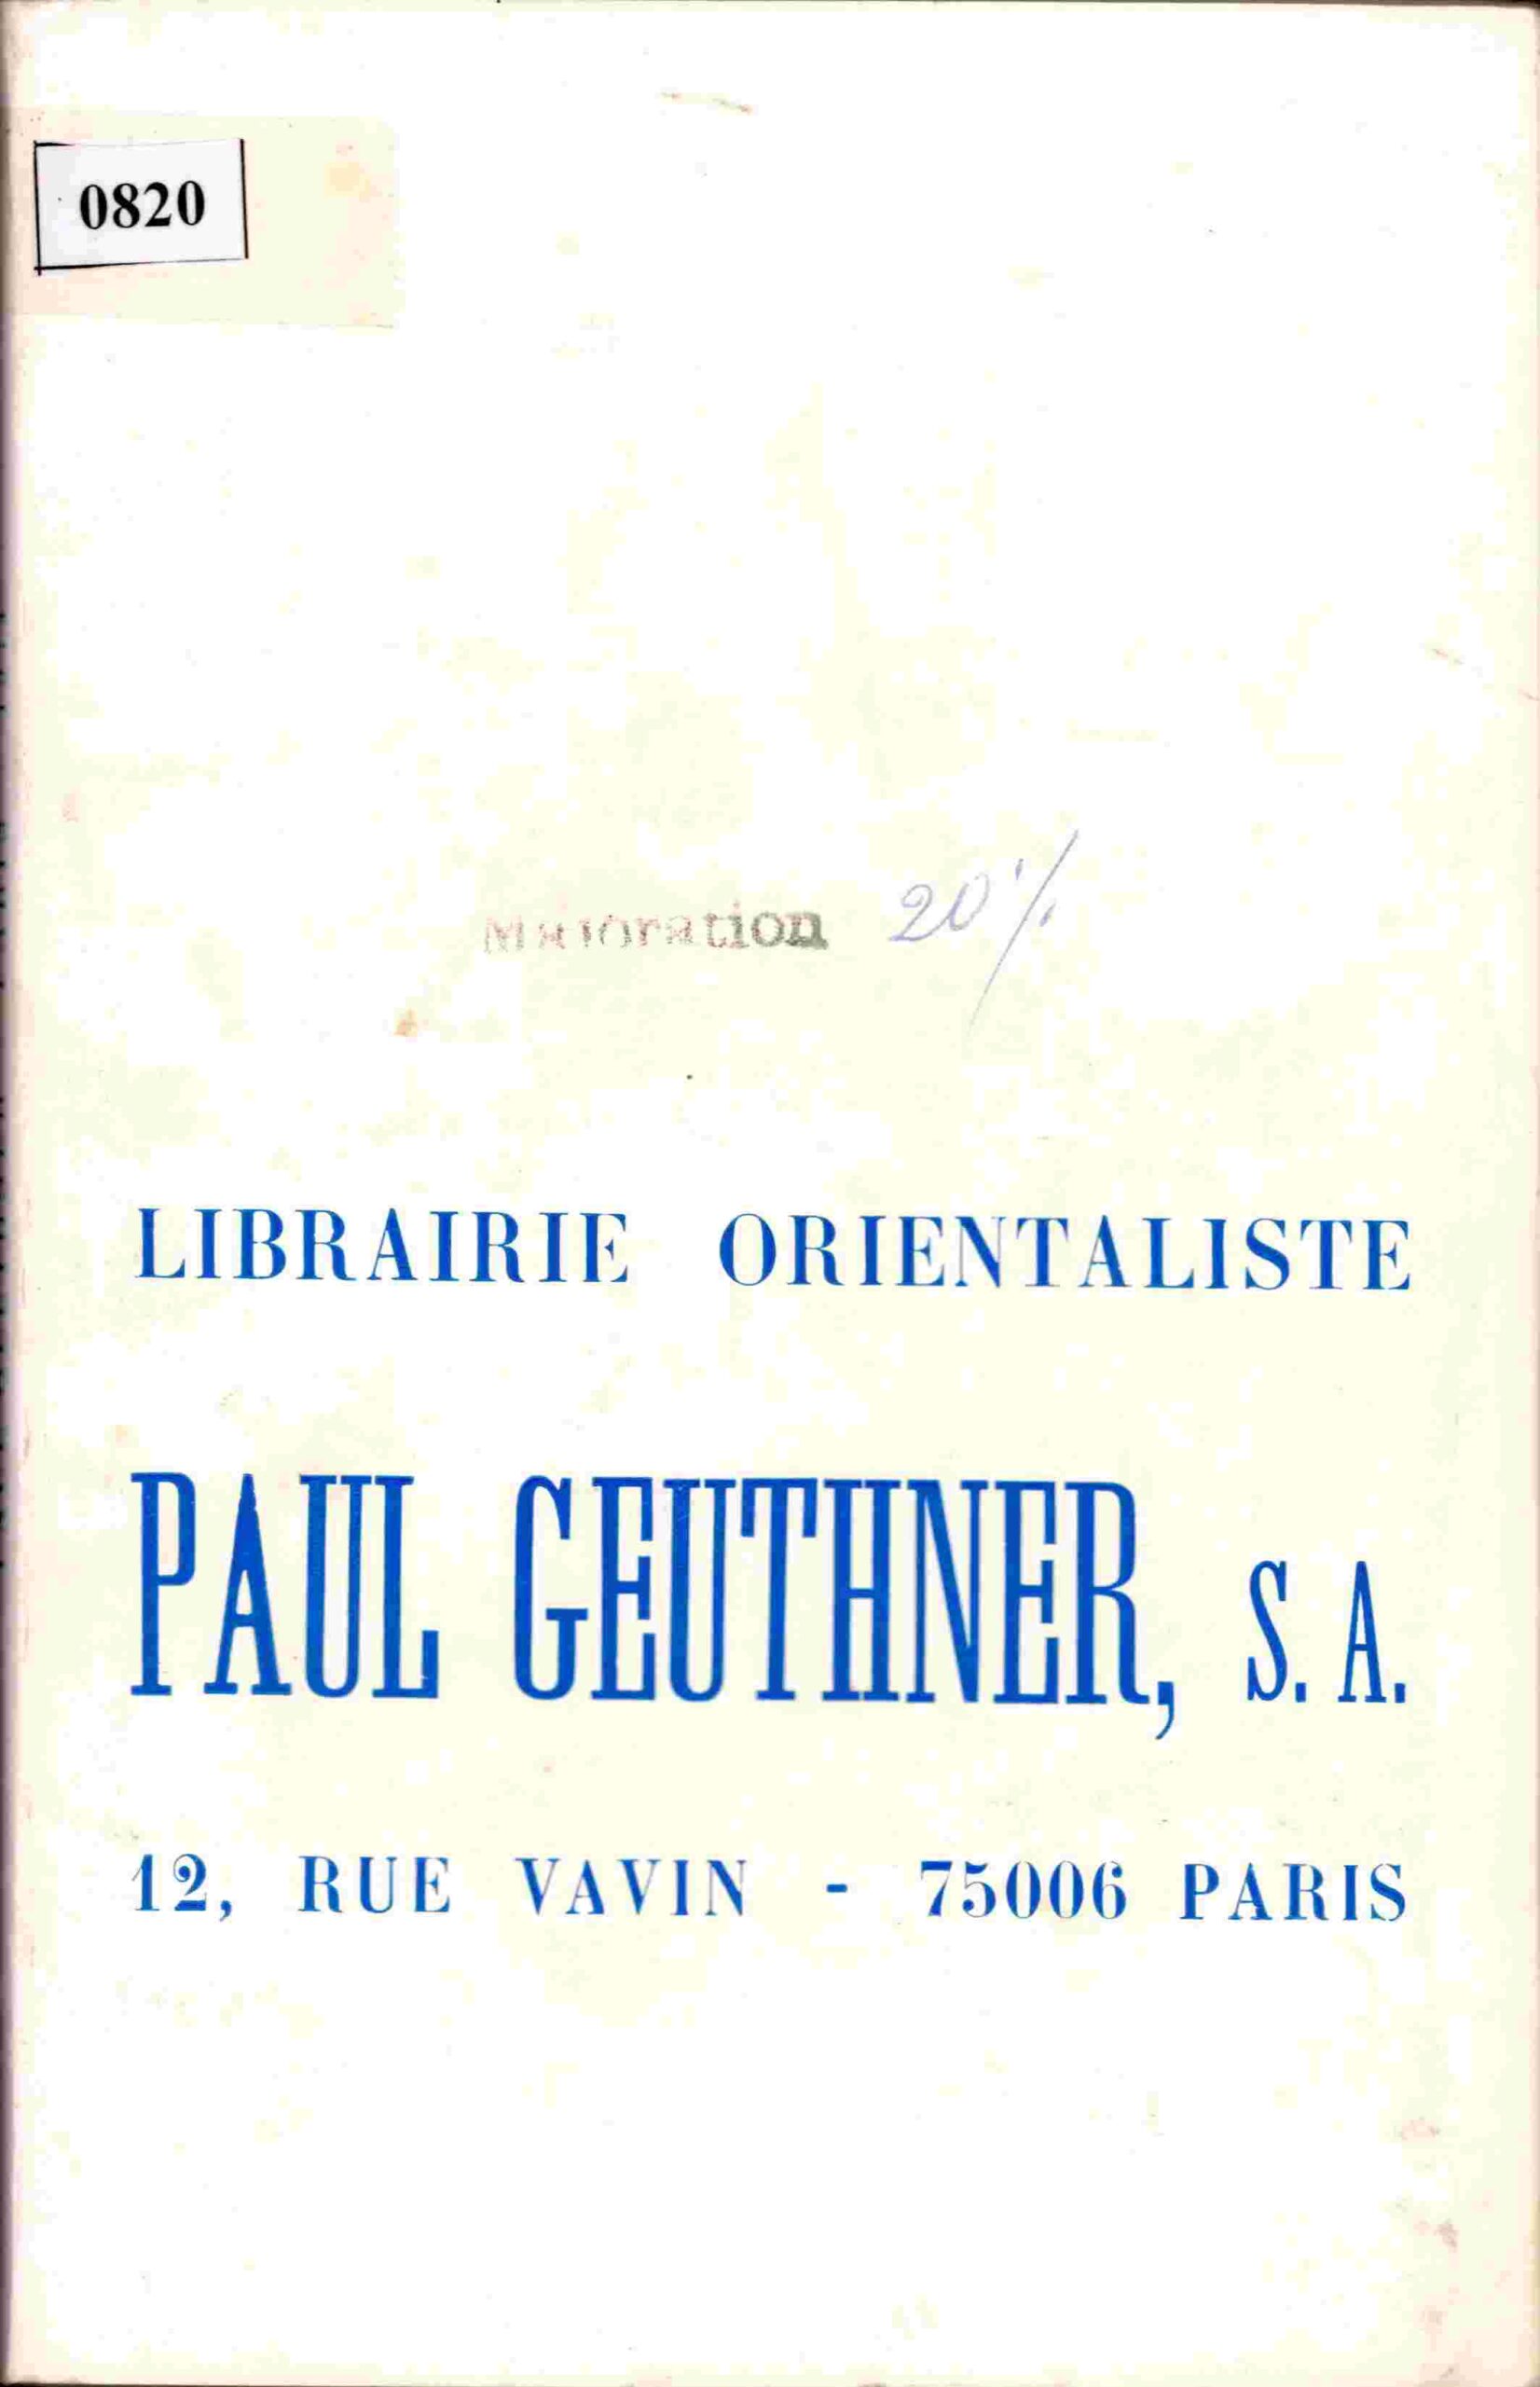 0820
Majoration 20%
LIBRAIRIE ORIENTALISTE
PAUL GEUTHNER, S. A.
12, RUE VAVIN - 75006 PARIS